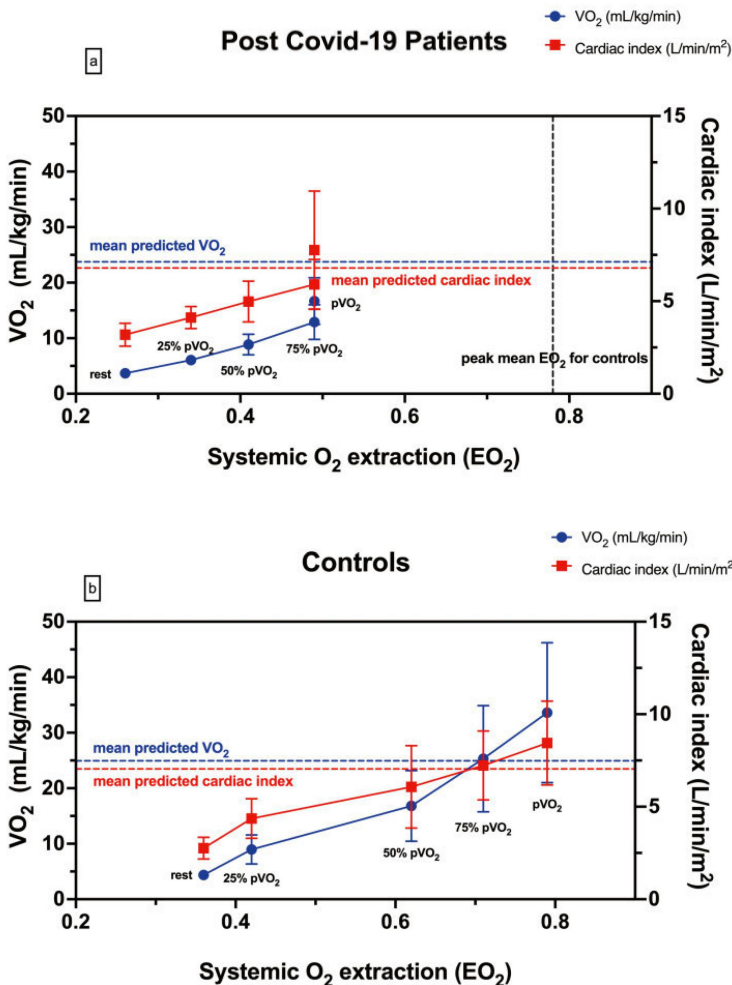 Post Covid-19 Patients
VO2 (mL/kg/min)
Cardiac index (L/min/m2)
a
50
40
30
20
10
0
VO2 (mL/kg/min)
15
10
5
0
Cardiac index (L/min/m2)
mean predicted VO2
mean predicted cardiac index
pVO2
rest
25% pVO2
50% pVO2
75% pVO2
peak mean EO2 for controls
0.2
0.4
0.6
0.8
Systemic O2 extraction (EO2)
Controls
VO2 (mL/kg/min)
Cardiac index (L/min/m2
b
50
40
30
20
10
0
VO2 (mL/kg/min)
15
10
5
0
Cardiac index (L/min/m2)
mean predicted VO2
mean predicted cardiac index
rest
25% pVO2
50% pVO2
75% pVO2
pVO2
0.2
0.4
0.6
0.8
Systemic O2 extraction (EO2)